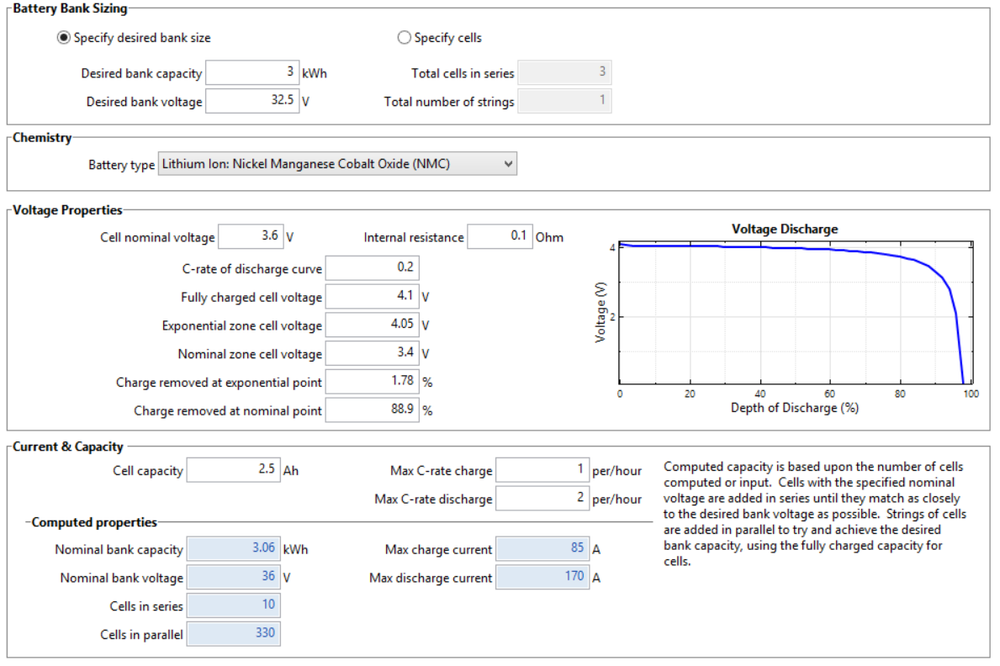 Battery Bank Sizing
Specify desired bank size Specify cells
Desired bank capacity 3 kWh Total cells in series 3
Desired bank voltage 32.5 V Total number of strings 1
Chemistry
Battery type Lithium Ion: Nickel Manganese Cobalt Oxide (NMC)
Voltage Properties
Cell nominal voltage 3.6 V Internal resistance 0.1 Ohm
C-rate of discharge curve 0.2
Fully charged cell voltage 4.1 V
Exponential zone cell voltage 4.05 V
Nominal zone cell voltage 3.4 V
Charge removed at exponential point 1.78 %
Charge removed at nominal point 88.9 %
Voltage Discharge
4
2
Voltage (V)
0 20 40 60 80 100
Depth of Discharge (%)
Current & Capacity
Cell capacity 2.5 Ah Max C-rate charge 1 per/hour
Max C-rate discharge 2 per/hour
Computed properties
Nominal bank capacity 3.06 kWh Max charge current 85 A
Nominal bank voltage 36 V Max discharge current 170 A
Cells in series 10
Cells in parallel 330
Computed capacity is based upon the number of cells
computed or input. Cells with the specified nominal
voltage are added in series until they match as closely
to the desired bank voltage as possible. Strings of cells
are added in parallel to try and achieve the desired
bank capacity, using the fully charged capacity for
cells.